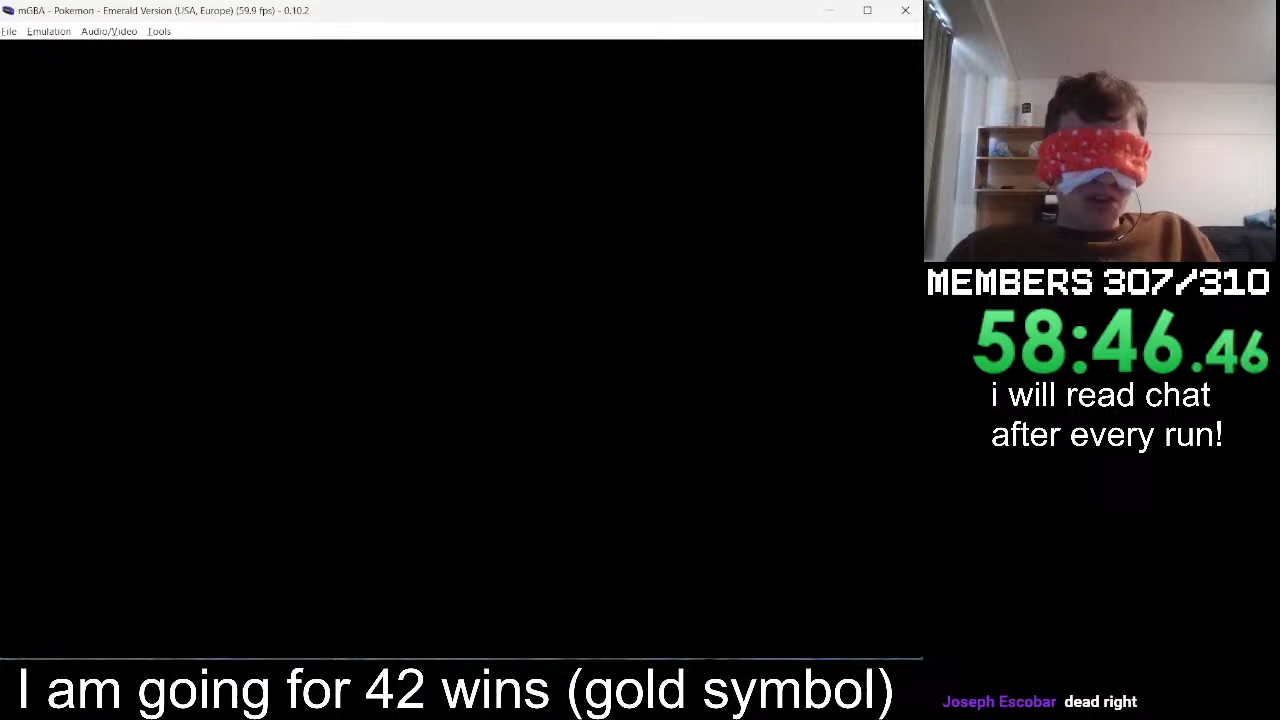 mGBA - Pokemon - Emerald Version (USA, Europe) (59.9 fps) - 0.10.2
File Emulation Audio/Video Tools
MEMBERS 307/310
58:46.46
i will read chat
after every run!
I am going for 42 wins (gold symbol)
Joseph Escobar dead right